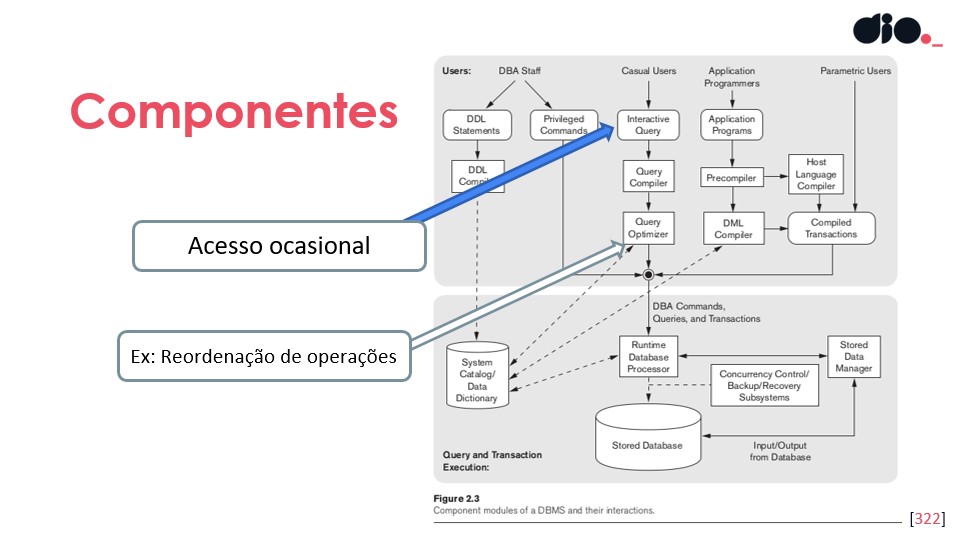 dio._
Componentes
Users:
DBA Staff
Casual Users
Application
Programmers
Parametric Users
DDL
Statements
Privileged
Commands
Interactive
Query
Application
Programs
DDL
Query
Compiler
Precompiler
Host
Language
Compiler
Acesso ocasional
Query
Optimizer
DML
Compiler
Compiled
Transactions
DBA Commands,
Queries, and Transactions
Ex: Reordenação de operações
System
Catalog/
Data
Dictionary
Runtime
Database
Processor
Stored
Data
Manager
Concurrency Control/
Backup/Recovery
Subsystems
Stored Database
Input/Output
from Database
Query and Transaction
Execution:
Figure 2.3
Component modules of a DBMS and their interactions.
[322]